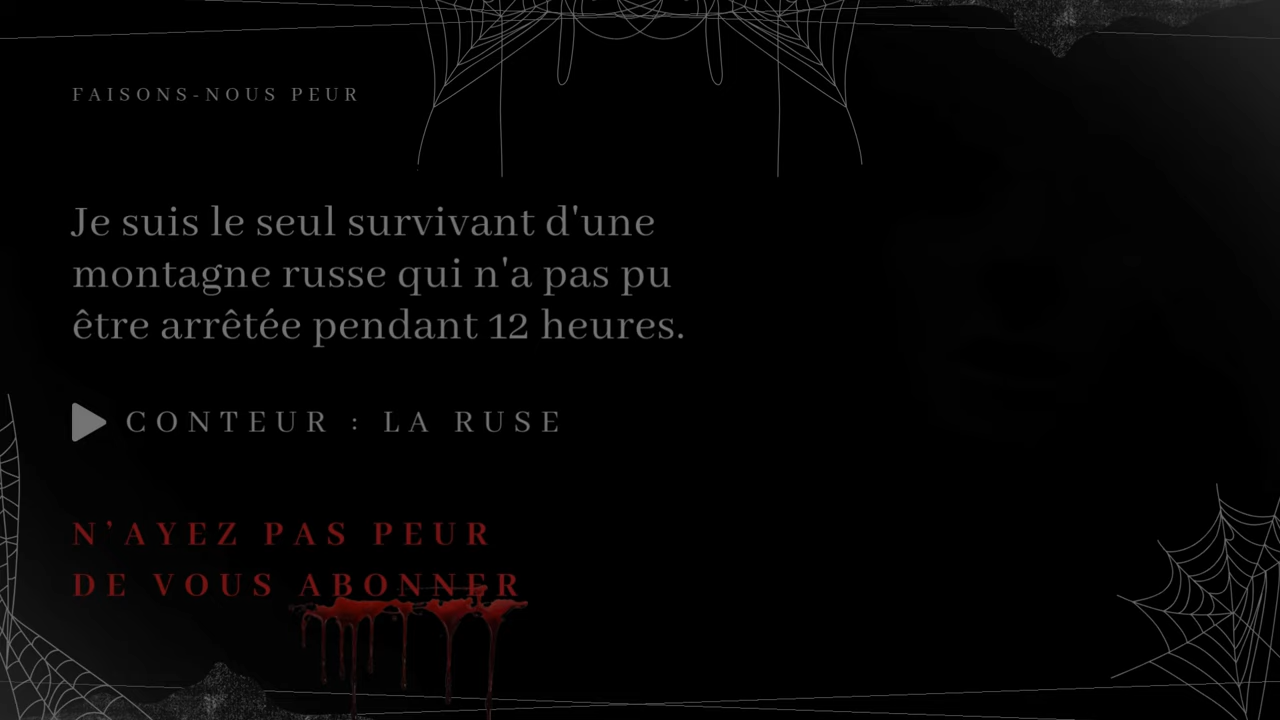 FAISONS-NOUS PEUR
Je suis le seul survivant d'une
montagne russe qui n'a pas pu
être arrêtée pendant 12 heures.
CONTEUR : LA RUSE
N’AYEZ PAS PEUR
DE VOUS ABONNER